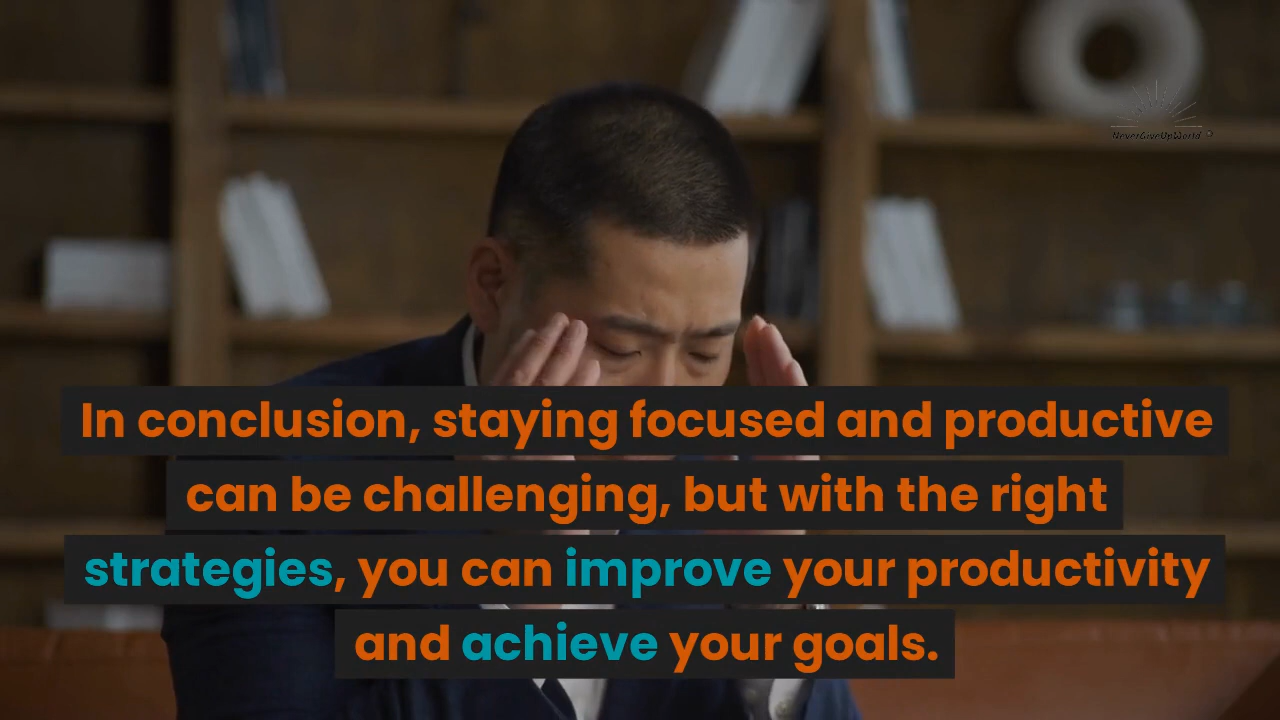 NeverGiveUpWorld
In conclusion, staying focused and productive
can be challenging, but with the right
strategies, you can improve your productivity
and achieve your goals.